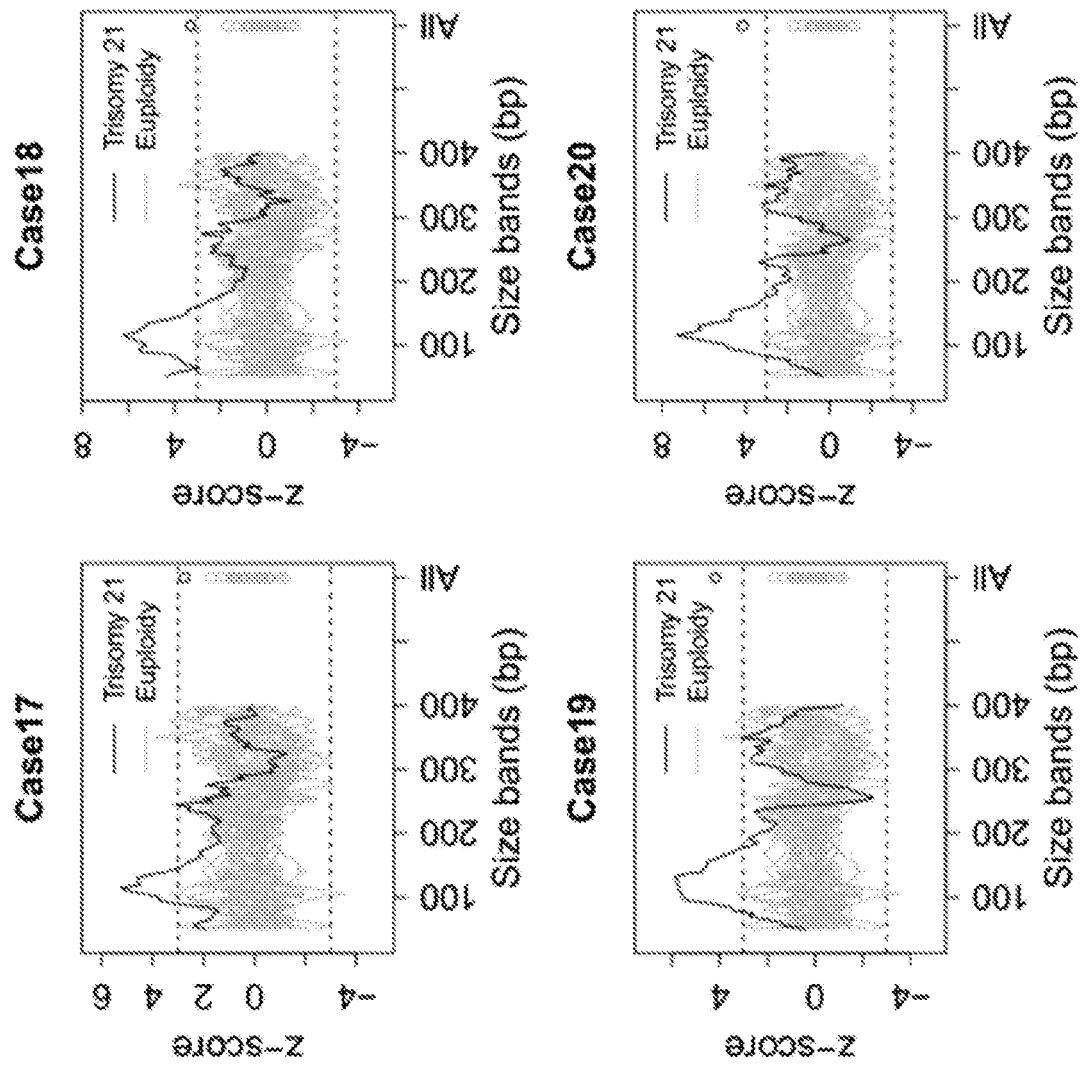 Case17
Trisomy 21
Euploidy
z-score
6
4
2
0
-4
100
200
300
400
All
Size bands (bp)
Case18
Trisomy 21
Euploidy
z-score
8
4
0
-4
100
200
300
400
All
Size bands (bp)
Case19
Trisomy 21
Euploidy
z-score
4
0
-4
100
200
300
400
All
Size bands (bp)
Case20
Trisomy 21
Euploidy
z-score
8
4
0
-4
100
200
300
400
All
Size bands (bp)